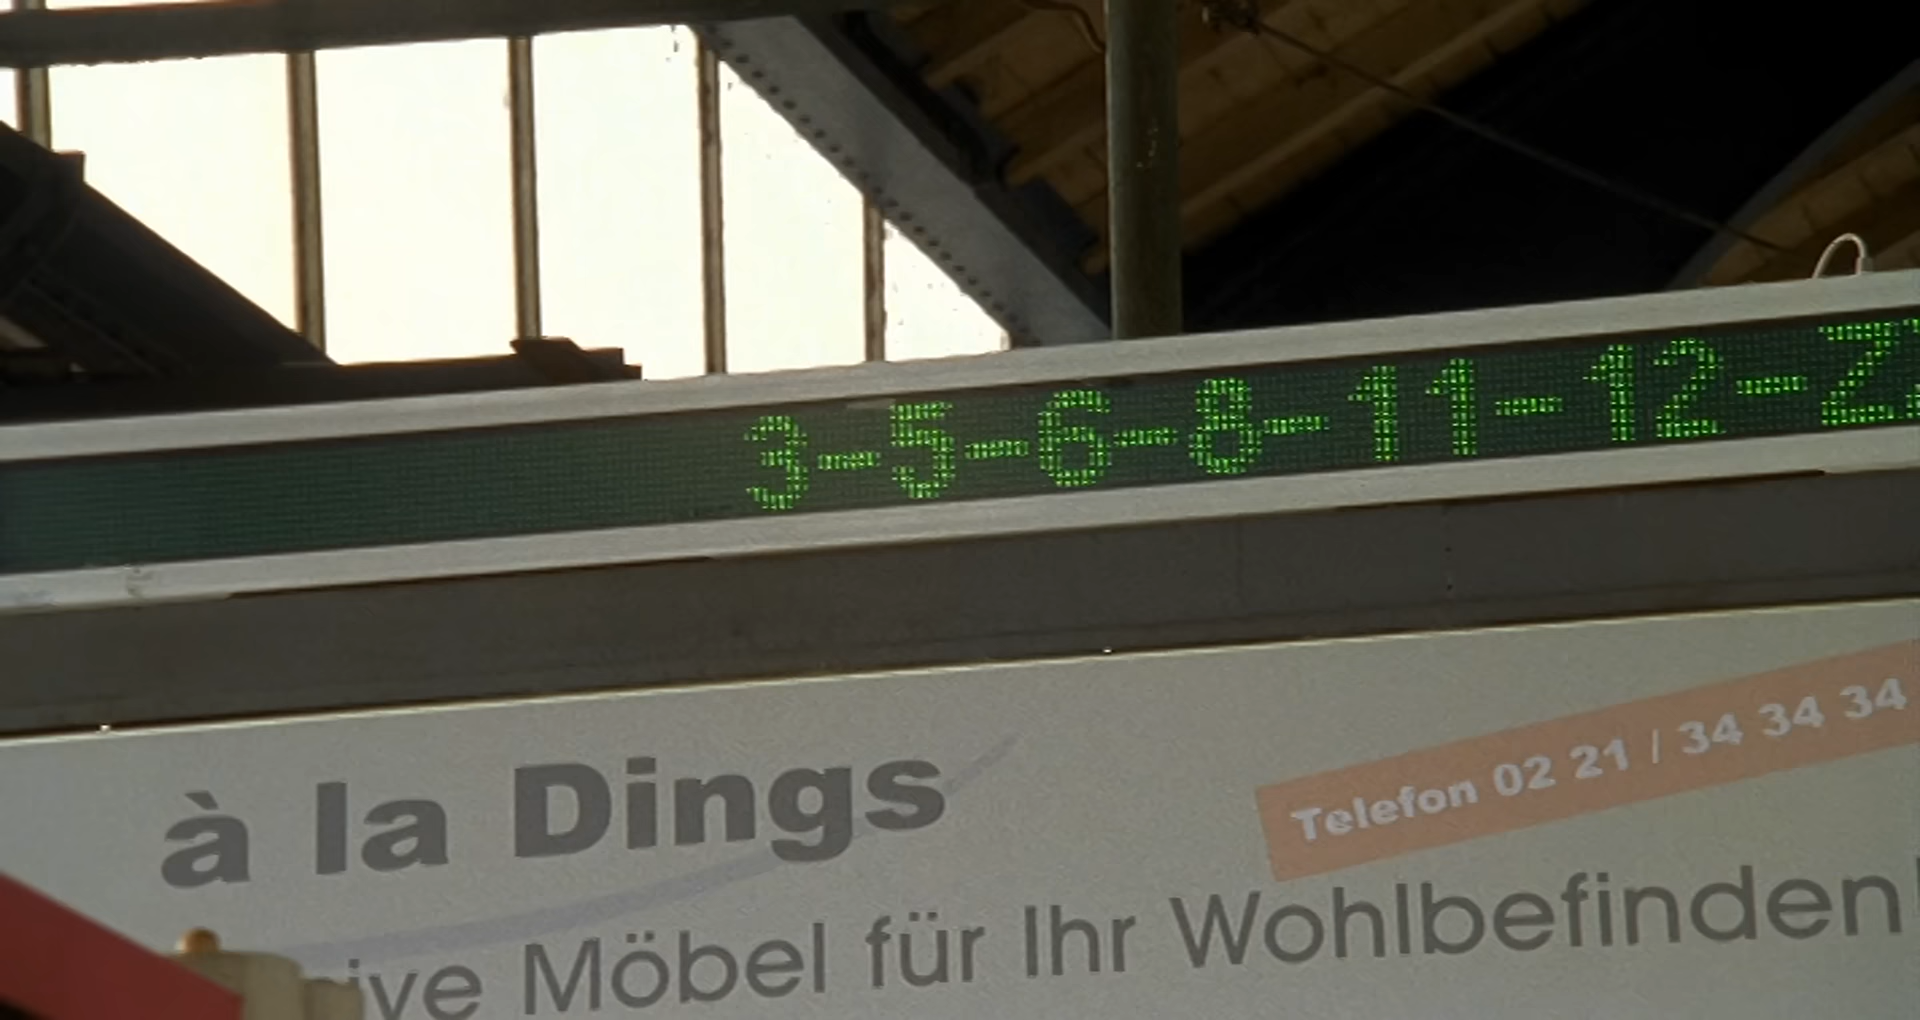 3-5-6-8-11-12-Z.
à la Dings
Telefon 02 21 / 34 34 34
Möbel für Ihr Wohlbefinden!